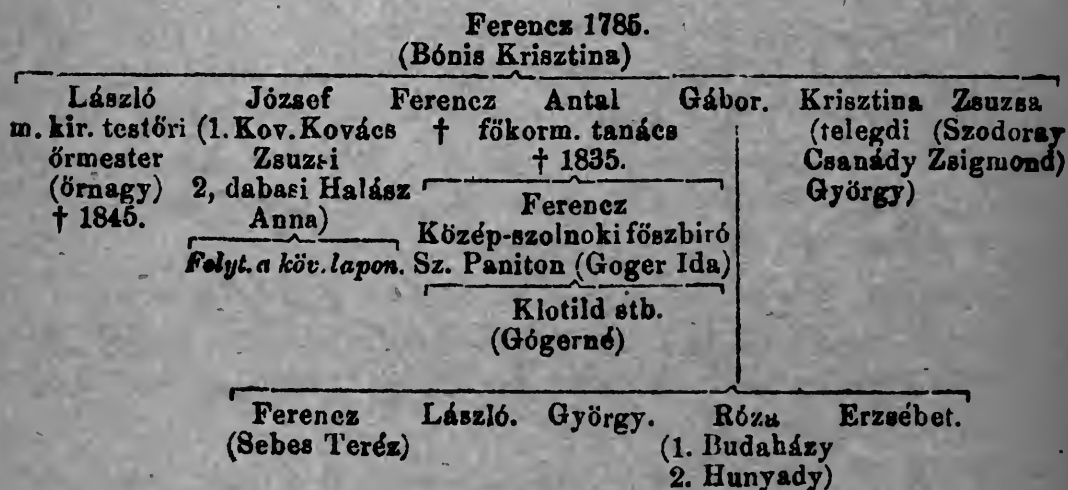 Ferencz 1785.
(Bónis Krisztina)
László József Ferencz Antal Gábor. Krisztina Zsuzsa
m. kir. testőri (1. Kov. Kovács † főkorm. tanács (telegdi (Szodoray
őrmester Zsuzsi † 1835. Csanády Zsigmond)
(őrnagy) 2, dabasi Halász György)
† 1845. Anna) Ferencz
Közép-szolnoki főszbiró
Folyt. a köv. lapon. Sz. Paniton (Goger Ida)
Klotild stb.
(Gógerné)
Ferencz László. György. Róza Erzsébet.
(Sebes Teréz) (1. Budaházy
2. Hunyady)